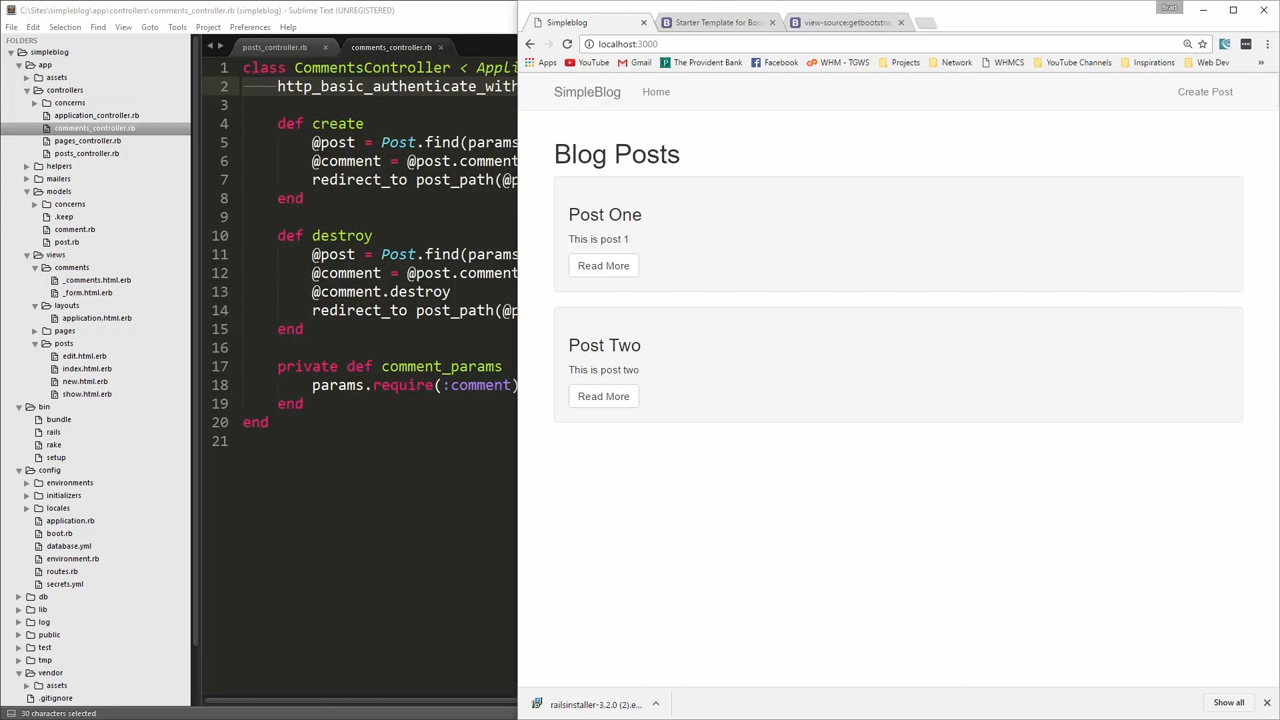 C:\Sites\simpleblog\app\controllers\comments_controller.rb (simpleblog) - Sublime Text (UNREGISTERED)
File Edit Selection Find View Goto Tools Project Preferences Help
FOLDERS
simpleblog
app
assets
controllers
concerns
application_controller.rb
comments_controller.rb
pages_controller.rb
posts_controller.rb
helpers
mailers
models
concerns
.keep
comment.rb
post.rb
views
comments
_comments.html.erb
_form.html.erb
layouts
application.html.erb
pages
posts
edit.html.erb
index.html.erb
new.html.erb
show.html.erb
bin
bundle
rails
rake
setup
config
environments
initializers
locales
application.rb
boot.rb
database.yml
environment.rb
routes.rb
secrets.yml
db
lib
log
public
test
tmp
vendor
assets
.gitignore
30 characters selected
posts_controller.rb × comments_controller.rb ×
1 class CommentsController < Appli
2 http_basic_authenticate_with
3
4 def create
5 @post = Post.find(params
6 @comment = @post.comment
7 redirect_to post_path(@p
8 end
9
10 def destroy
11 @post = Post.find(params
12 @comment = @post.comment
13 @comment.destroy
14 redirect_to post_path(@p
15 end
16
17 private def comment_params
18 params.require(:comment)
19 end
20 end
21
Brad
Simpleblog × Starter Template for Boo × view-source:getbootstra ×
localhost:3000
Apps YouTube Gmail The Provident Bank Facebook WHM - TGWS Projects Network WHMCS YouTube Channels Inspirations Web Dev
SimpleBlog Home Create Post
Blog Posts
Post One
This is post 1
Read More
Post Two
This is post two
Read More
railsinstaller-3.2.0 (2).e... Show all